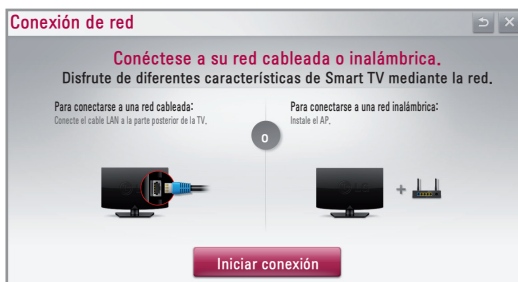 Conexión de red
Conéctese a su red cableada o inalámbrica.
Disfrute de diferentes características de Smart TV mediante la red.
Para conectarse a una red cableada:
Conecte el cable LAN a la parte posterior de la TV.
o
Para conectarse a una red inalámbrica:
Instale el AP.
Iniciar conexión